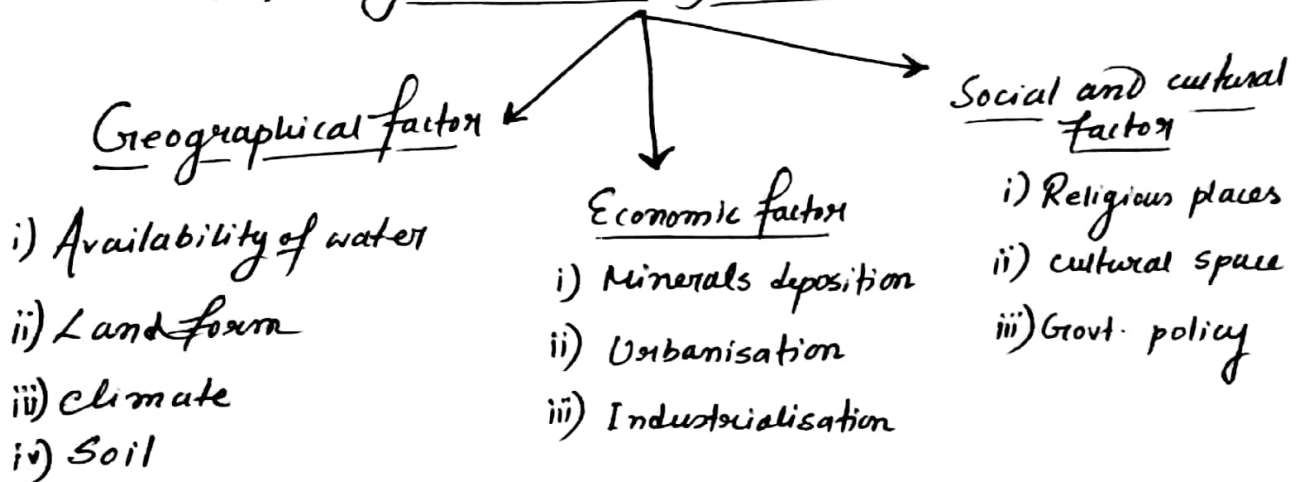 Geographical factor
i) Availability of water
ii) Land form
iii) climate
iv) Soil
Economic factor
i) Minerals deposition
ii) Urbanisation
iii) Industrialisation
Social and cultural
factor
i) Religious places
ii) cultural space
iii) Govt. policy